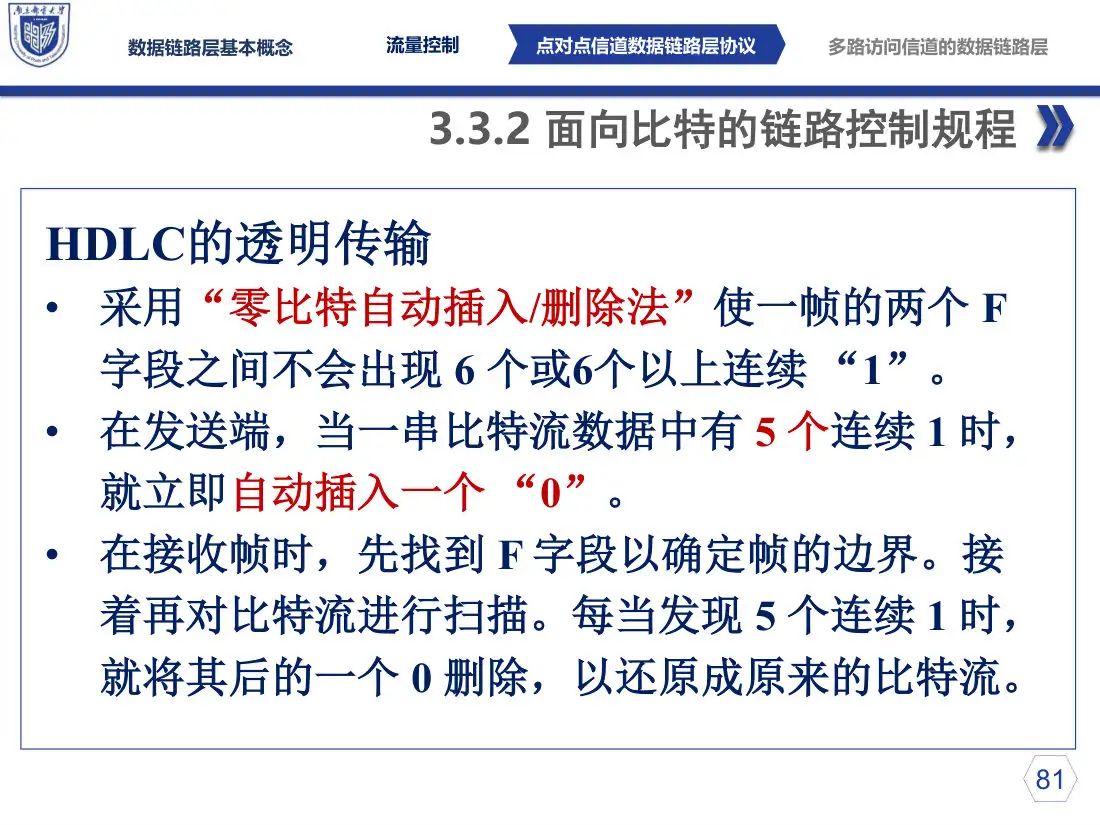 数据链路层基本概念
流量控制
点对点信道数据链路层协议
多路访问信道的数据链路层
3.3.2 面向比特的链路控制规程
HDLC的透明传输
• 采用“零比特自动插入/删除法”使一帧的两个 F
字段之间不会出现 6 个或6个以上连续 “1”。
• 在发送端，当一串比特流数据中有 5 个连续 1 时，
就立即自动插入一个 “0”。
• 在接收帧时，先找到 F 字段以确定帧的边界。接
着再对比特流进行扫描。每当发现 5 个连续 1 时，
就将其后的一个 0 删除，以还原成原来的比特流。
81